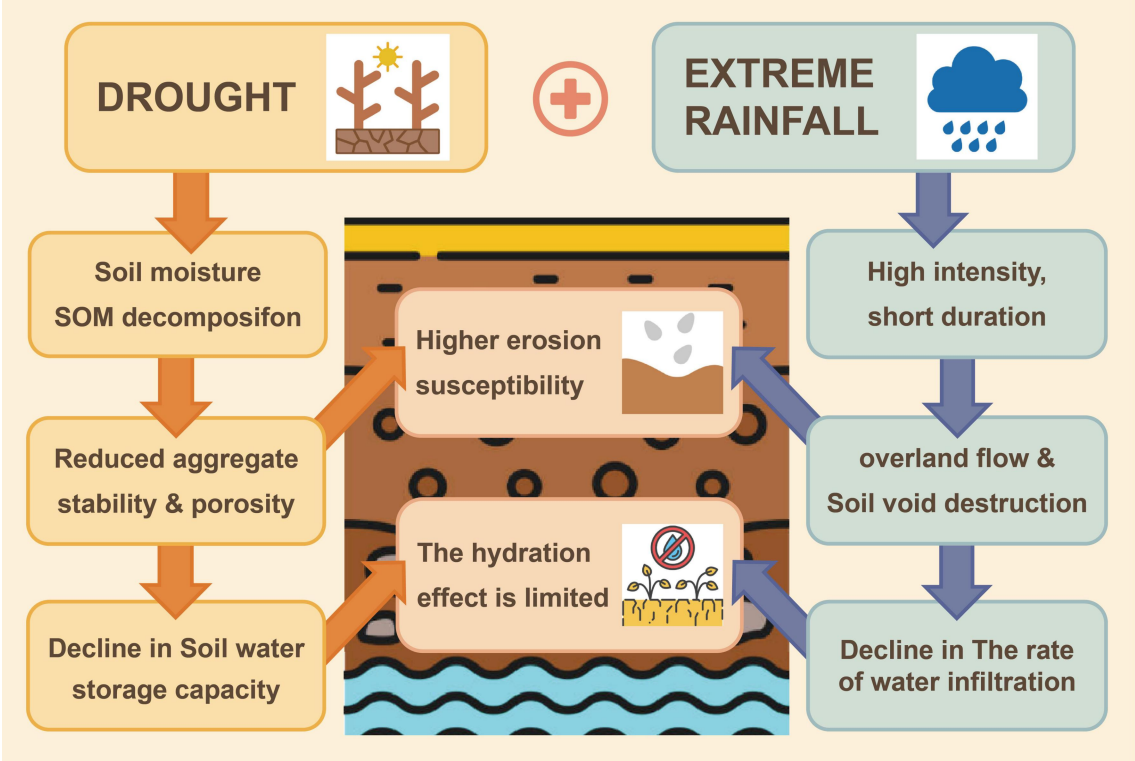 DROUGHT
EXTREME
RAINFALL
Soil moisture
SOM decomposifon
Reduced aggregate
stability & porosity
Decline in Soil water
storage capacity
Higher erosion
susceptibility
The hydration
effect is limited
High intensity,
short duration
overland flow &
Soil void destruction
Decline in The rate
of water infiltration